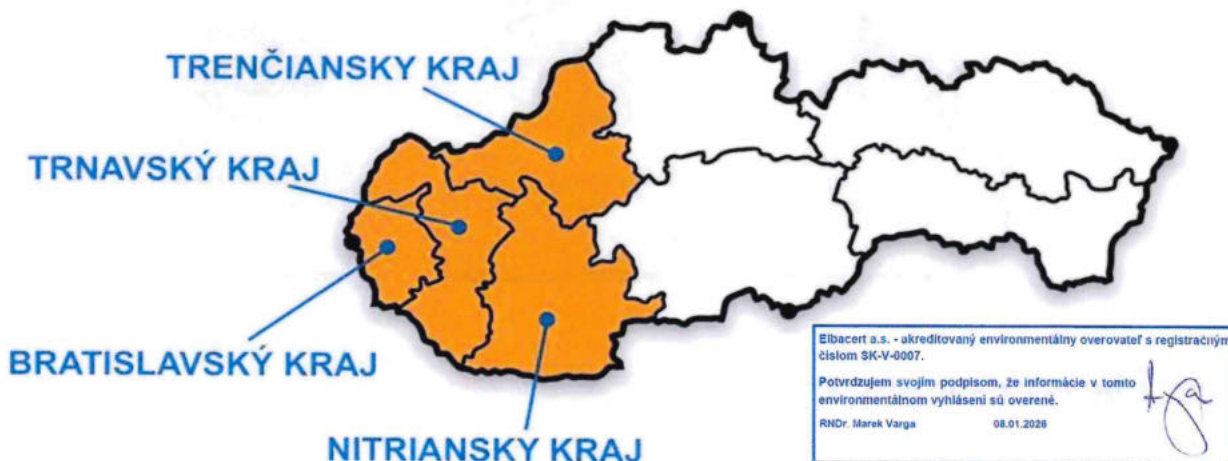 TRENČIANSKY KRAJ
TRNAVSKÝ KRAJ
BRATISLAVSKÝ KRAJ
NITRIANSKY KRAJ
Elbacert a.s. - akreditovaný environmentálny overovateľ s registračným
číslom SK-V-0007.
Potvrdzujem svojím podpisom, že informácie v tomto
environmentálnom vyhlásení sú overené.
RNDr. Marek Varga 08.01.2026